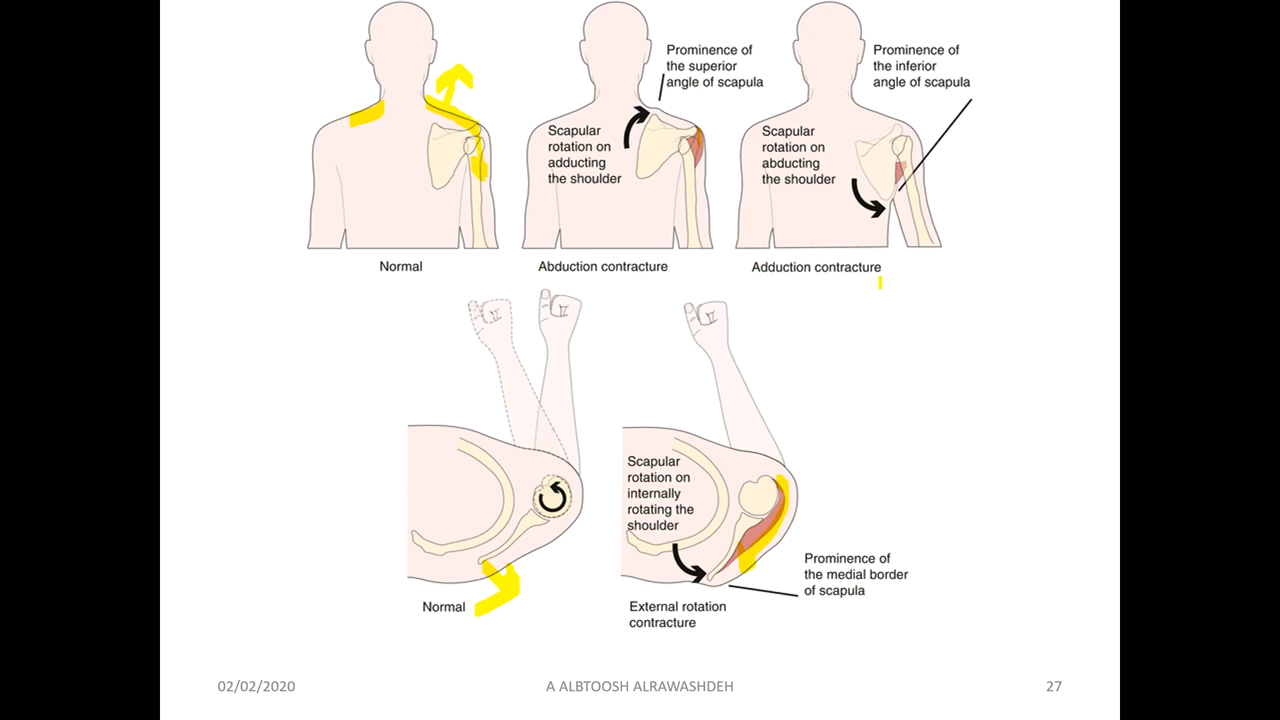 Prominence of
the superior
angle of scapula
Scapular
rotation on
adducting
the shoulder
Prominence of
the inferior
angle of scapula
Scapular
rotation on
abducting
the shoulder
Normal
Abduction contracture
Adduction contracture
Scapular
rotation on
internally
rotating the
shoulder
Prominence of
the medial border
of scapula
Normal
External rotation
contracture
02/02/2020
A ALBTOOSH ALRAWASHDEH
27